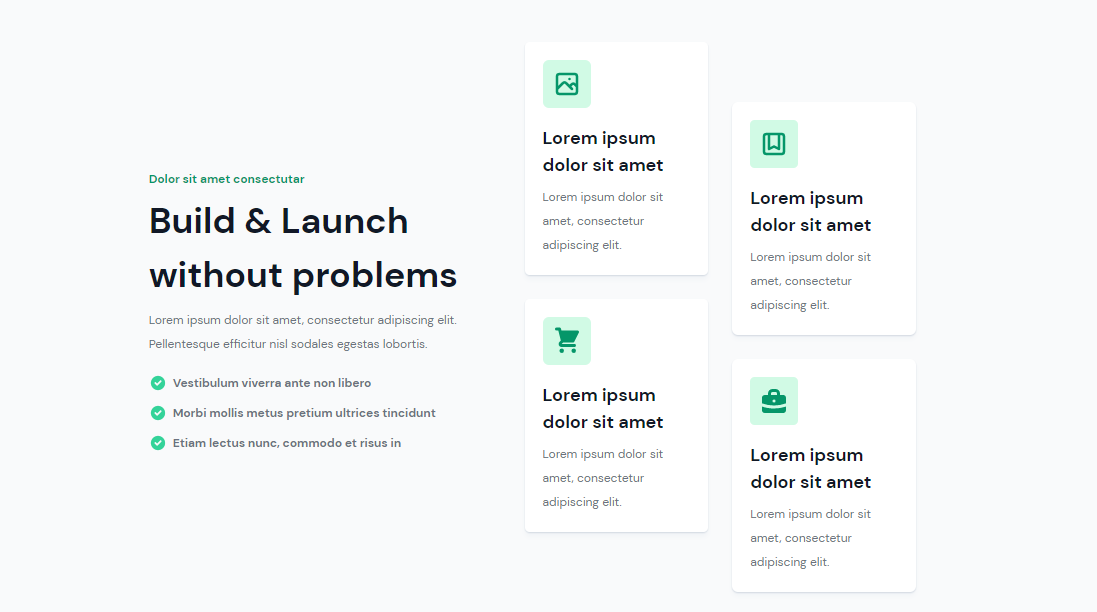 Dolor sit amet consectutar
Build & Launch
without problems
Lorem ipsum dolor sit amet, consectetur adipiscing elit.
Pellentesque efficitur nisl sodales egestas lobortis.
Vestibulum viverra ante non libero
Morbi mollis metus pretium ultrices tincidunt
Etiam lectus nunc, commodo et risus in
Lorem ipsum
dolor sit amet
Lorem ipsum dolor sit
amet, consectetur
adipiscing elit.
Lorem ipsum
dolor sit amet
Lorem ipsum dolor sit
amet, consectetur
adipiscing elit.
Lorem ipsum
dolor sit amet
Lorem ipsum dolor sit
amet, consectetur
adipiscing elit.
Lorem ipsum
dolor sit amet
Lorem ipsum dolor sit
amet, consectetur
adipiscing elit.